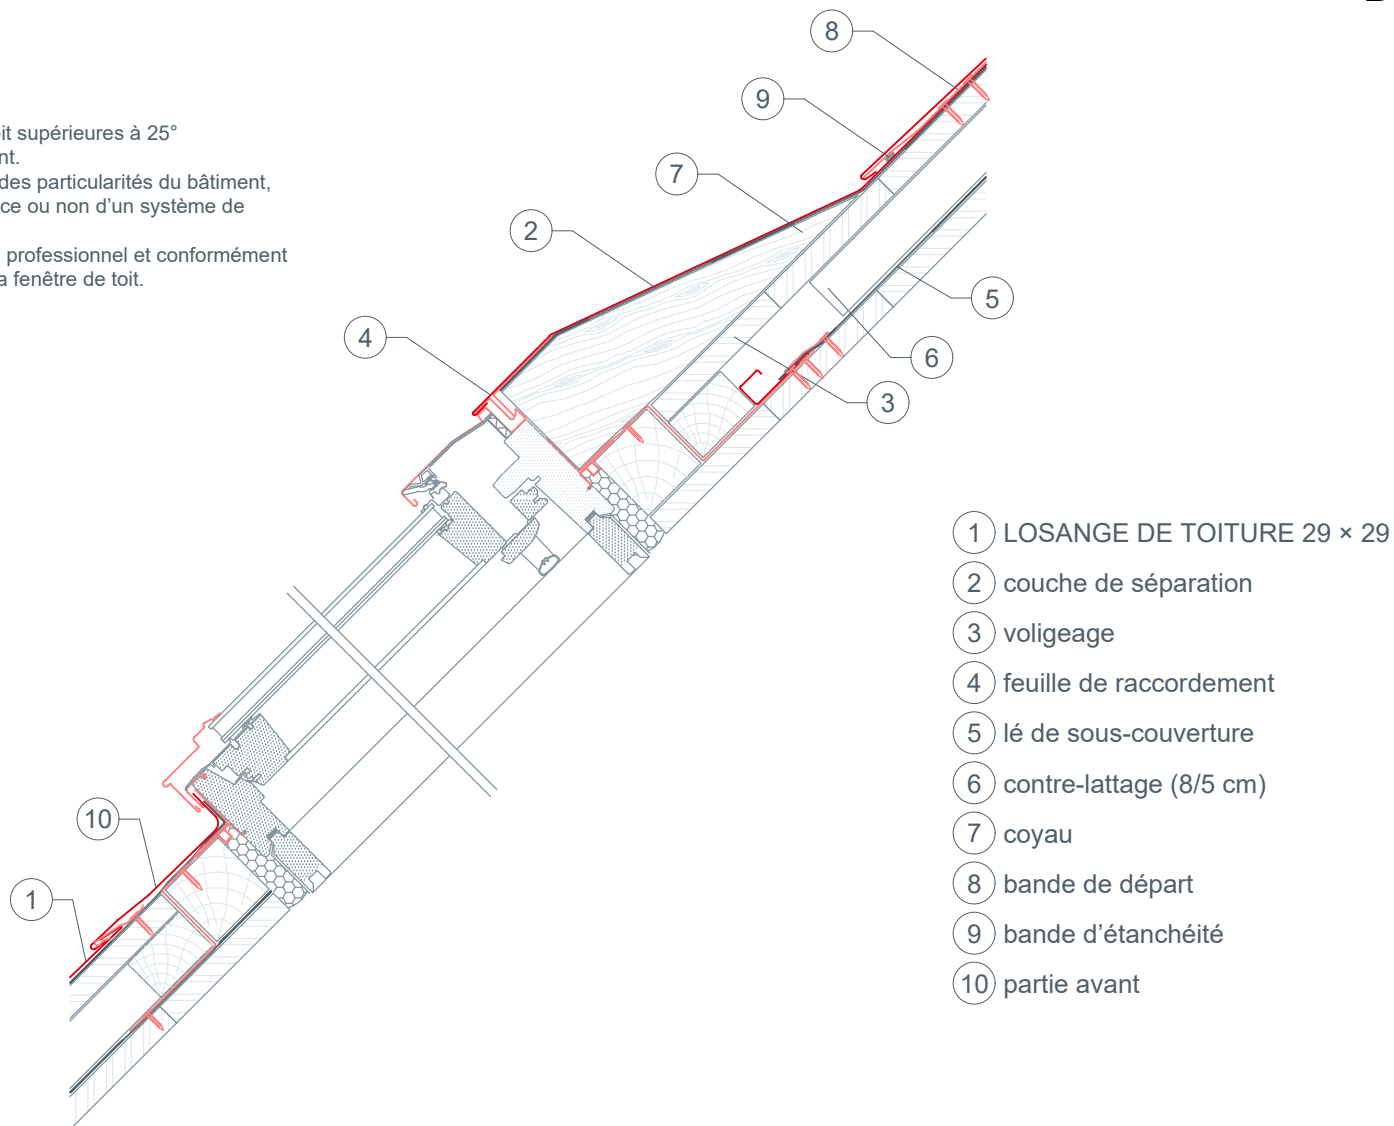 it supérieures à 25°
nt.
des particularités du bâtiment,
ce ou non d'un système de
professionnel et conformément
a fenêtre de toit.
8
9
7
2
5
4
6
3
10
1
1 LOSANGE DE TOITURE 29 × 29
2 couche de séparation
3 voligeage
4 feuille de raccordement
5 lé de sous-couverture
6 contre-lattage (8/5 cm)
7 coyau
8 bande de départ
9 bande d'étanchéité
10 partie avant